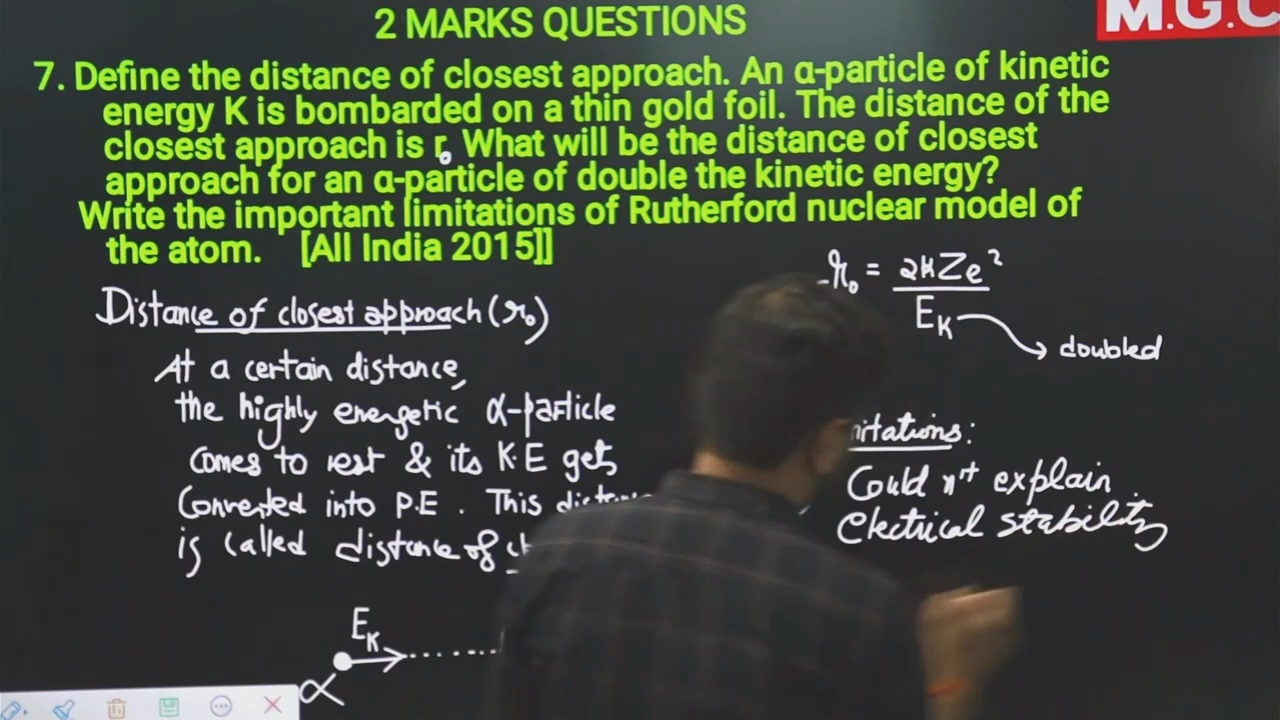 2 MARKS QUESTIONS
M.G.C
7. Define the distance of closest approach. An α-particle of kinetic
energy K is bombarded on a thin gold foil. The distance of the
closest approach is r₀ What will be the distance of closest
approach for an α-particle of double the kinetic energy?
Write the important limitations of Rutherford nuclear model of
the atom. [All India 2015]]
Distance of closest approach (r₀)
At a certain distance,
the highly energetic α-particle
comes to rest & its K.E gets
Converted into P.E. This
is called distance of
E_K
α
r₀ = 2KZe²
E_K
doubled
Could n't explain
Electrical stability